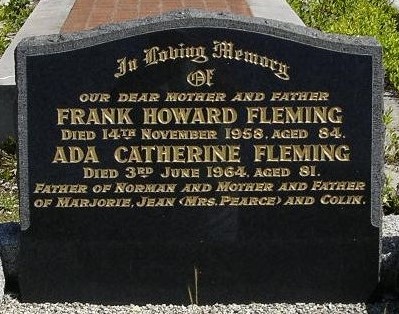 In Loving Memory
Of
OUR DEAR MOTHER AND FATHER
FRANK HOWARD FLEMING
DIED 14TH NOVEMBER 1958, AGED 84.
ADA CATHERINE FLEMING
DIED 3RD JUNE 1964, AGED 81.
FATHER OF NORMAN AND MOTHER AND FATHER
OF MARJORIE, JEAN (MRS. PEARCE) AND COLIN.